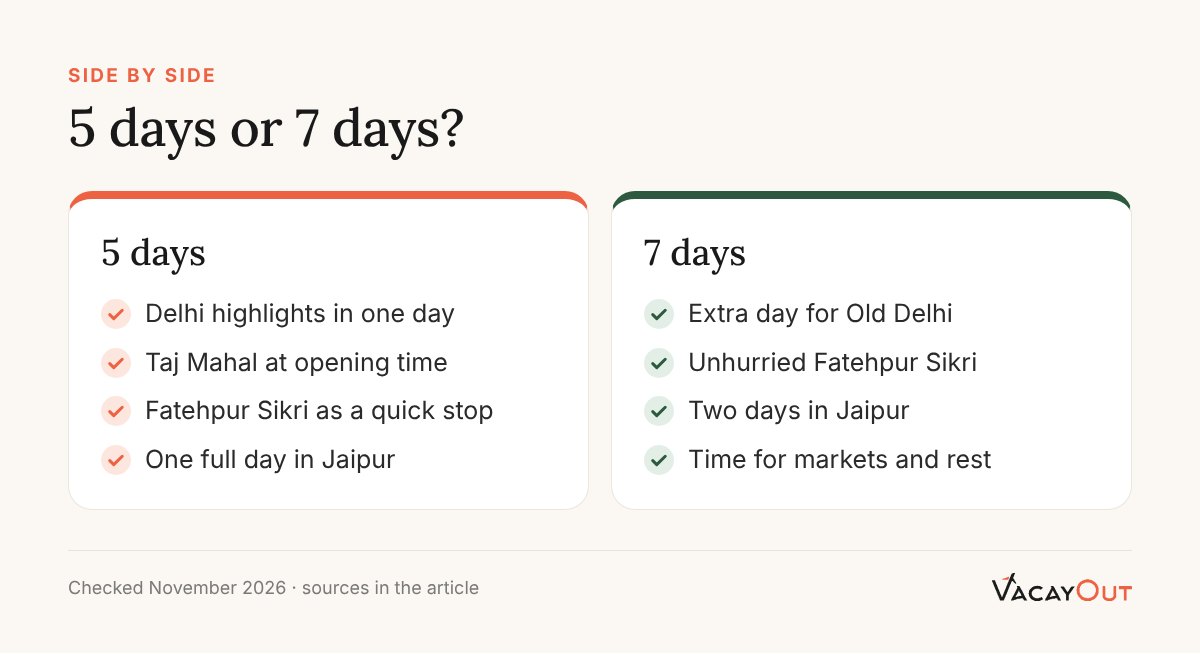 SIDE BY SIDE
5 days or 7 days?
5 days
Delhi highlights in one day
Taj Mahal at opening time
Fatehpur Sikri as a quick stop
One full day in Jaipur
7 days
Extra day for Old Delhi
Unhurried Fatehpur Sikri
Two days in Jaipur
Time for markets and rest
Checked November 2026 · sources in the article
VACAYOUT